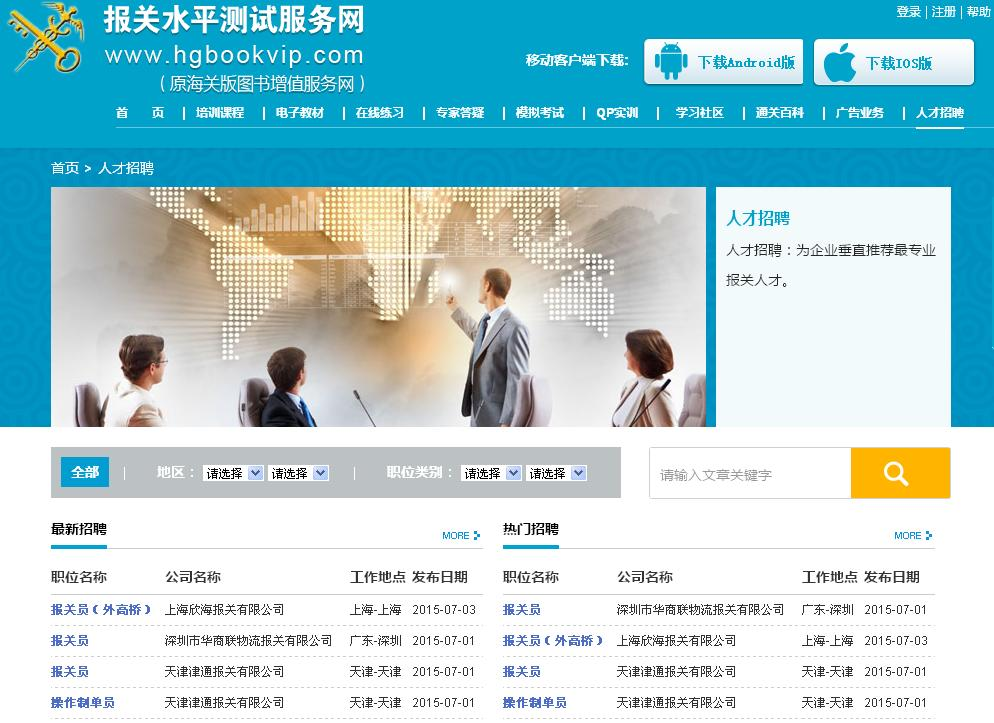 报关水平测试服务网
www.hgbookvip.com
（原海关版图书增值服务网）
登录 | 注册 | 帮助
移动客户端下载:
下载Android版
下载IOS版
首 页 | 培训课程 | 电子教材 | 在线练习 | 专家答疑 | 模拟考试 | QP实训 | 学习社区 | 通关百科 | 广告业务 | 人才招聘
首页 > 人才招聘
人才招聘
人才招聘：为企业垂直推荐最专业
报关人才。
全部 | 地区： 请选择 请选择 | 职位类别： 请选择 请选择
请输入文章关键字
最新招聘 MORE
职位名称 公司名称 工作地点 发布日期
报关员（外高桥） 上海欣海报关有限公司 上海-上海 2015-07-03
报关员 深圳市华商联物流报关有限公司 广东-深圳 2015-07-01
报关员 天津津通报关有限公司 天津-天津 2015-07-01
操作制单员 天津津通报关有限公司 天津-天津 2015-07-01
热门招聘 MORE
职位名称 公司名称 工作地点 发布日期
报关员 深圳市华商联物流报关有限公司 广东-深圳 2015-07-01
报关员（外高桥） 上海欣海报关有限公司 上海-上海 2015-07-03
报关员 天津津通报关有限公司 天津-天津 2015-07-01
操作制单员 天津津通报关有限公司 天津-天津 2015-07-01